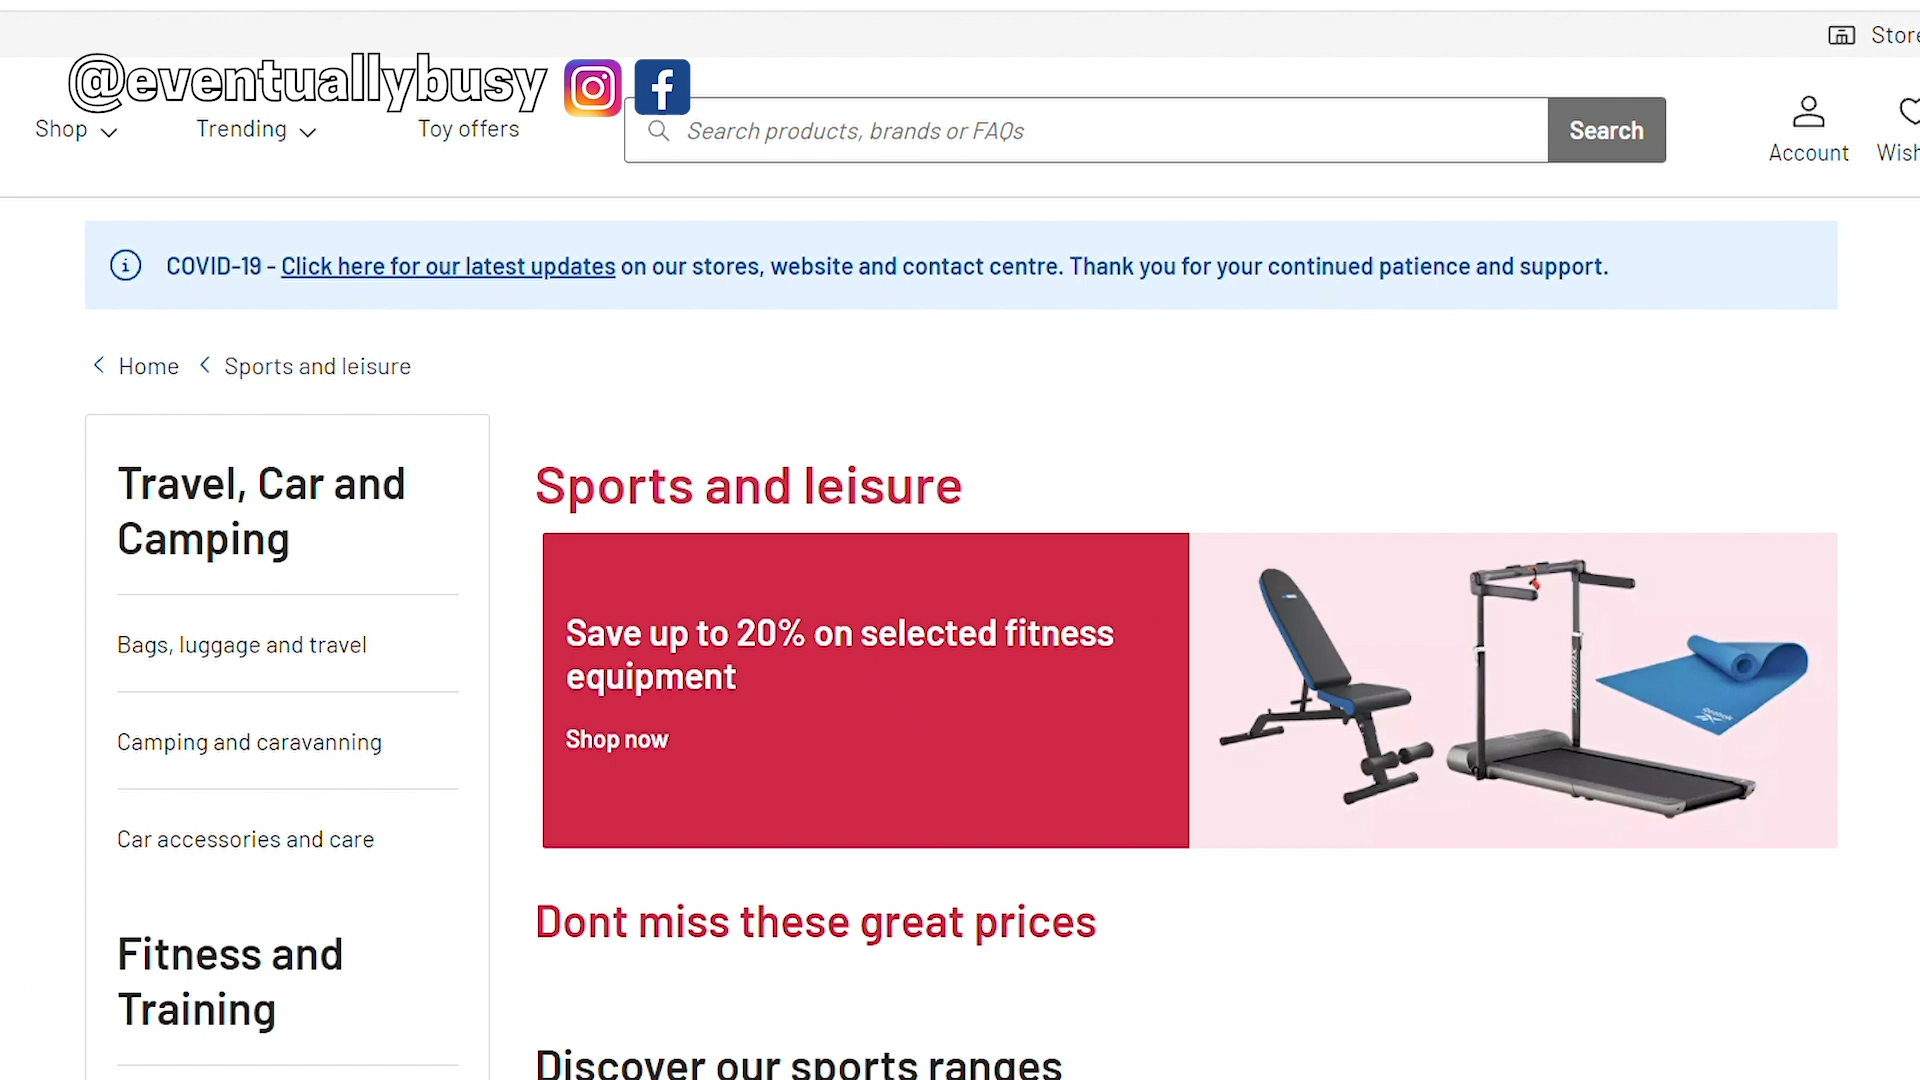 Store
@eventuallybusy
Shop
Trending
Toy offers
Search products, brands or FAQs
Search
Account
Wish
COVID-19 - Click here for our latest updates on our stores, website and contact centre. Thank you for your continued patience and support.
Home
Sports and leisure
Travel, Car and
Camping
Bags, luggage and travel
Camping and caravanning
Car accessories and care
Fitness and
Training
Sports and leisure
Save up to 20% on selected fitness
equipment
Shop now
Reebok
Dont miss these great prices
Discover our sports ranges